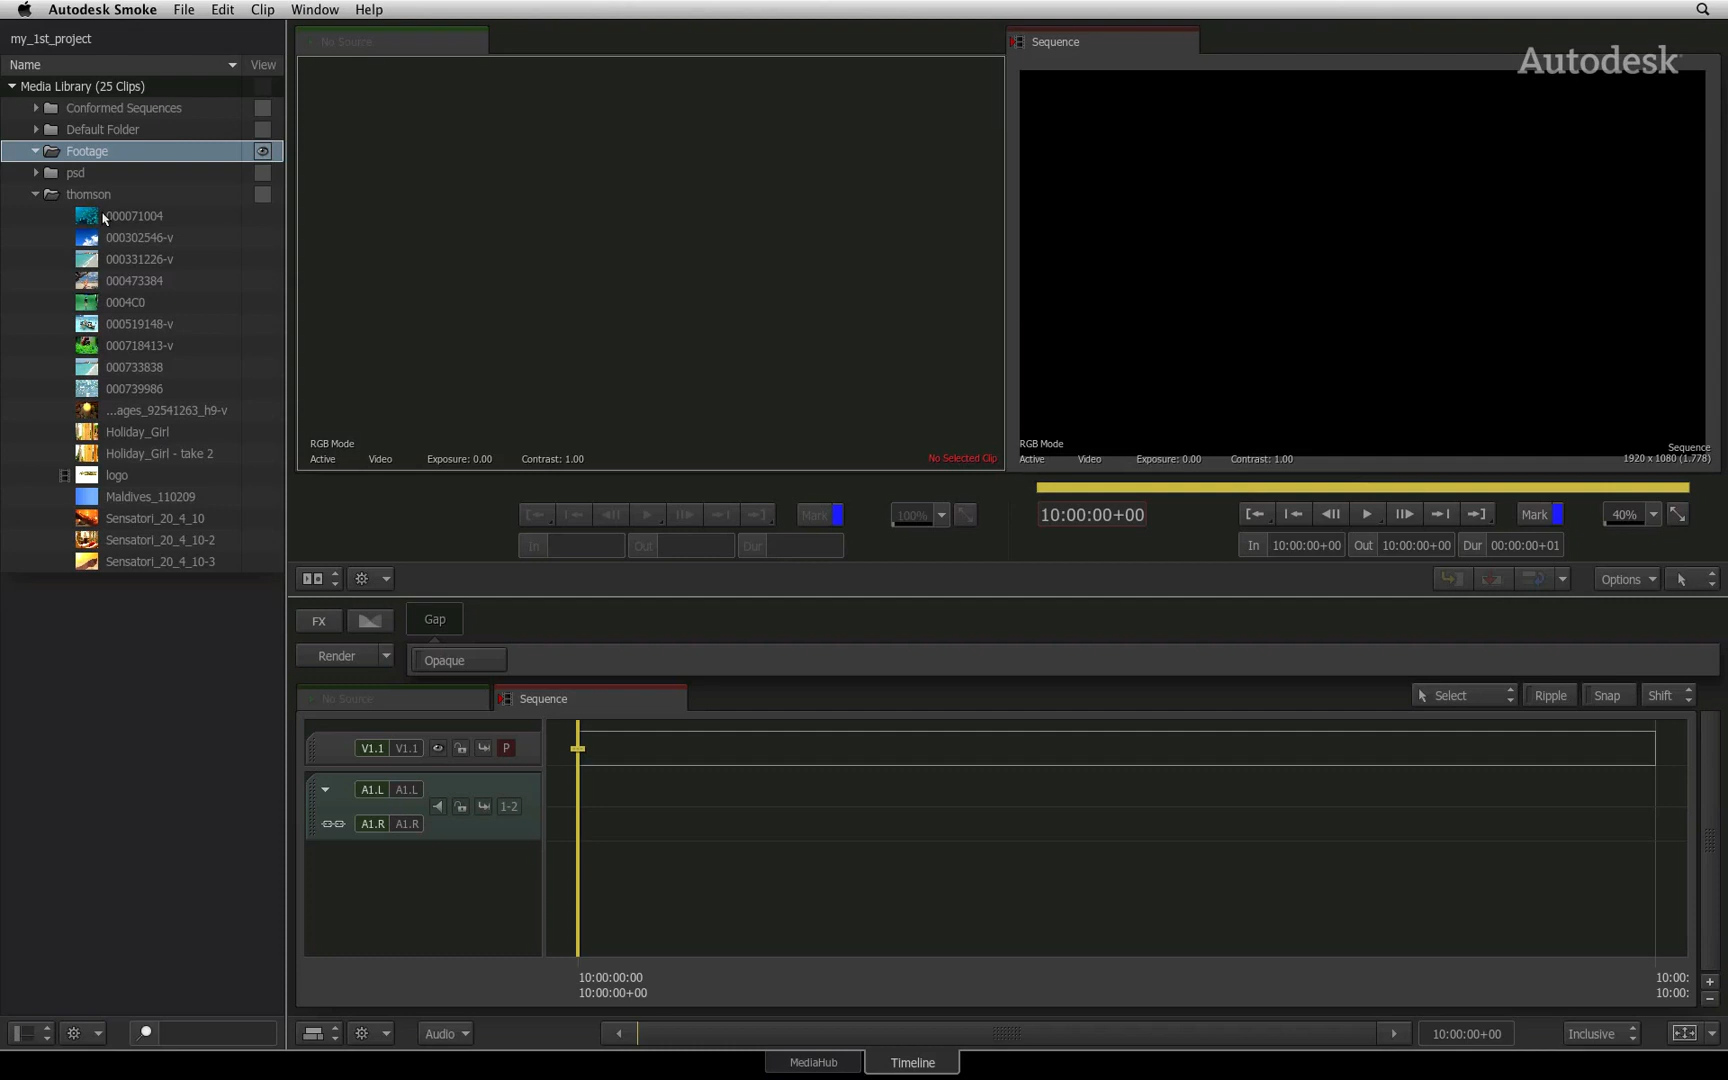 Autodesk Smoke File Edit Clip Window Help
my_1st_project
Name View
Media Library (25 Clips)
Conformed Sequences
Default Folder
Footage
psd
thomson
000071004
000302546-v
000331226-v
000473384
0004C0
000519148-v
000718413-v
000733838
000739986
...ages_92541263_h9-v
Holiday_Girl
Holiday_Girl - take 2
logo
Maldives_110209
Sensatori_20_4_10
Sensatori_20_4_10-2
Sensatori_20_4_10-3
No Source
RGB Mode
Active Video Exposure: 0.00 Contrast: 1.00 No Selected Clip
Mark 100%
In Out Dur
Sequence
Autodesk
RGB Mode Sequence
Active Video Exposure: 0.00 Contrast: 1.00 1920 x 1080 (1.778)
10:00:00+00 Mark 40%
In 10:00:00+00 Out 10:00:00+00 Dur 00:00:00+01
Options
FX Gap
Render Opaque
No Source Sequence Select Ripple Snap Shift
V1.1 V1.1 P
A1.L A1.L
1-2
A1.R A1.R
10:00:00:00 10:00:
10:00:00+00 10:00:
Audio 10:00:00+00 Inclusive
MediaHub Timeline